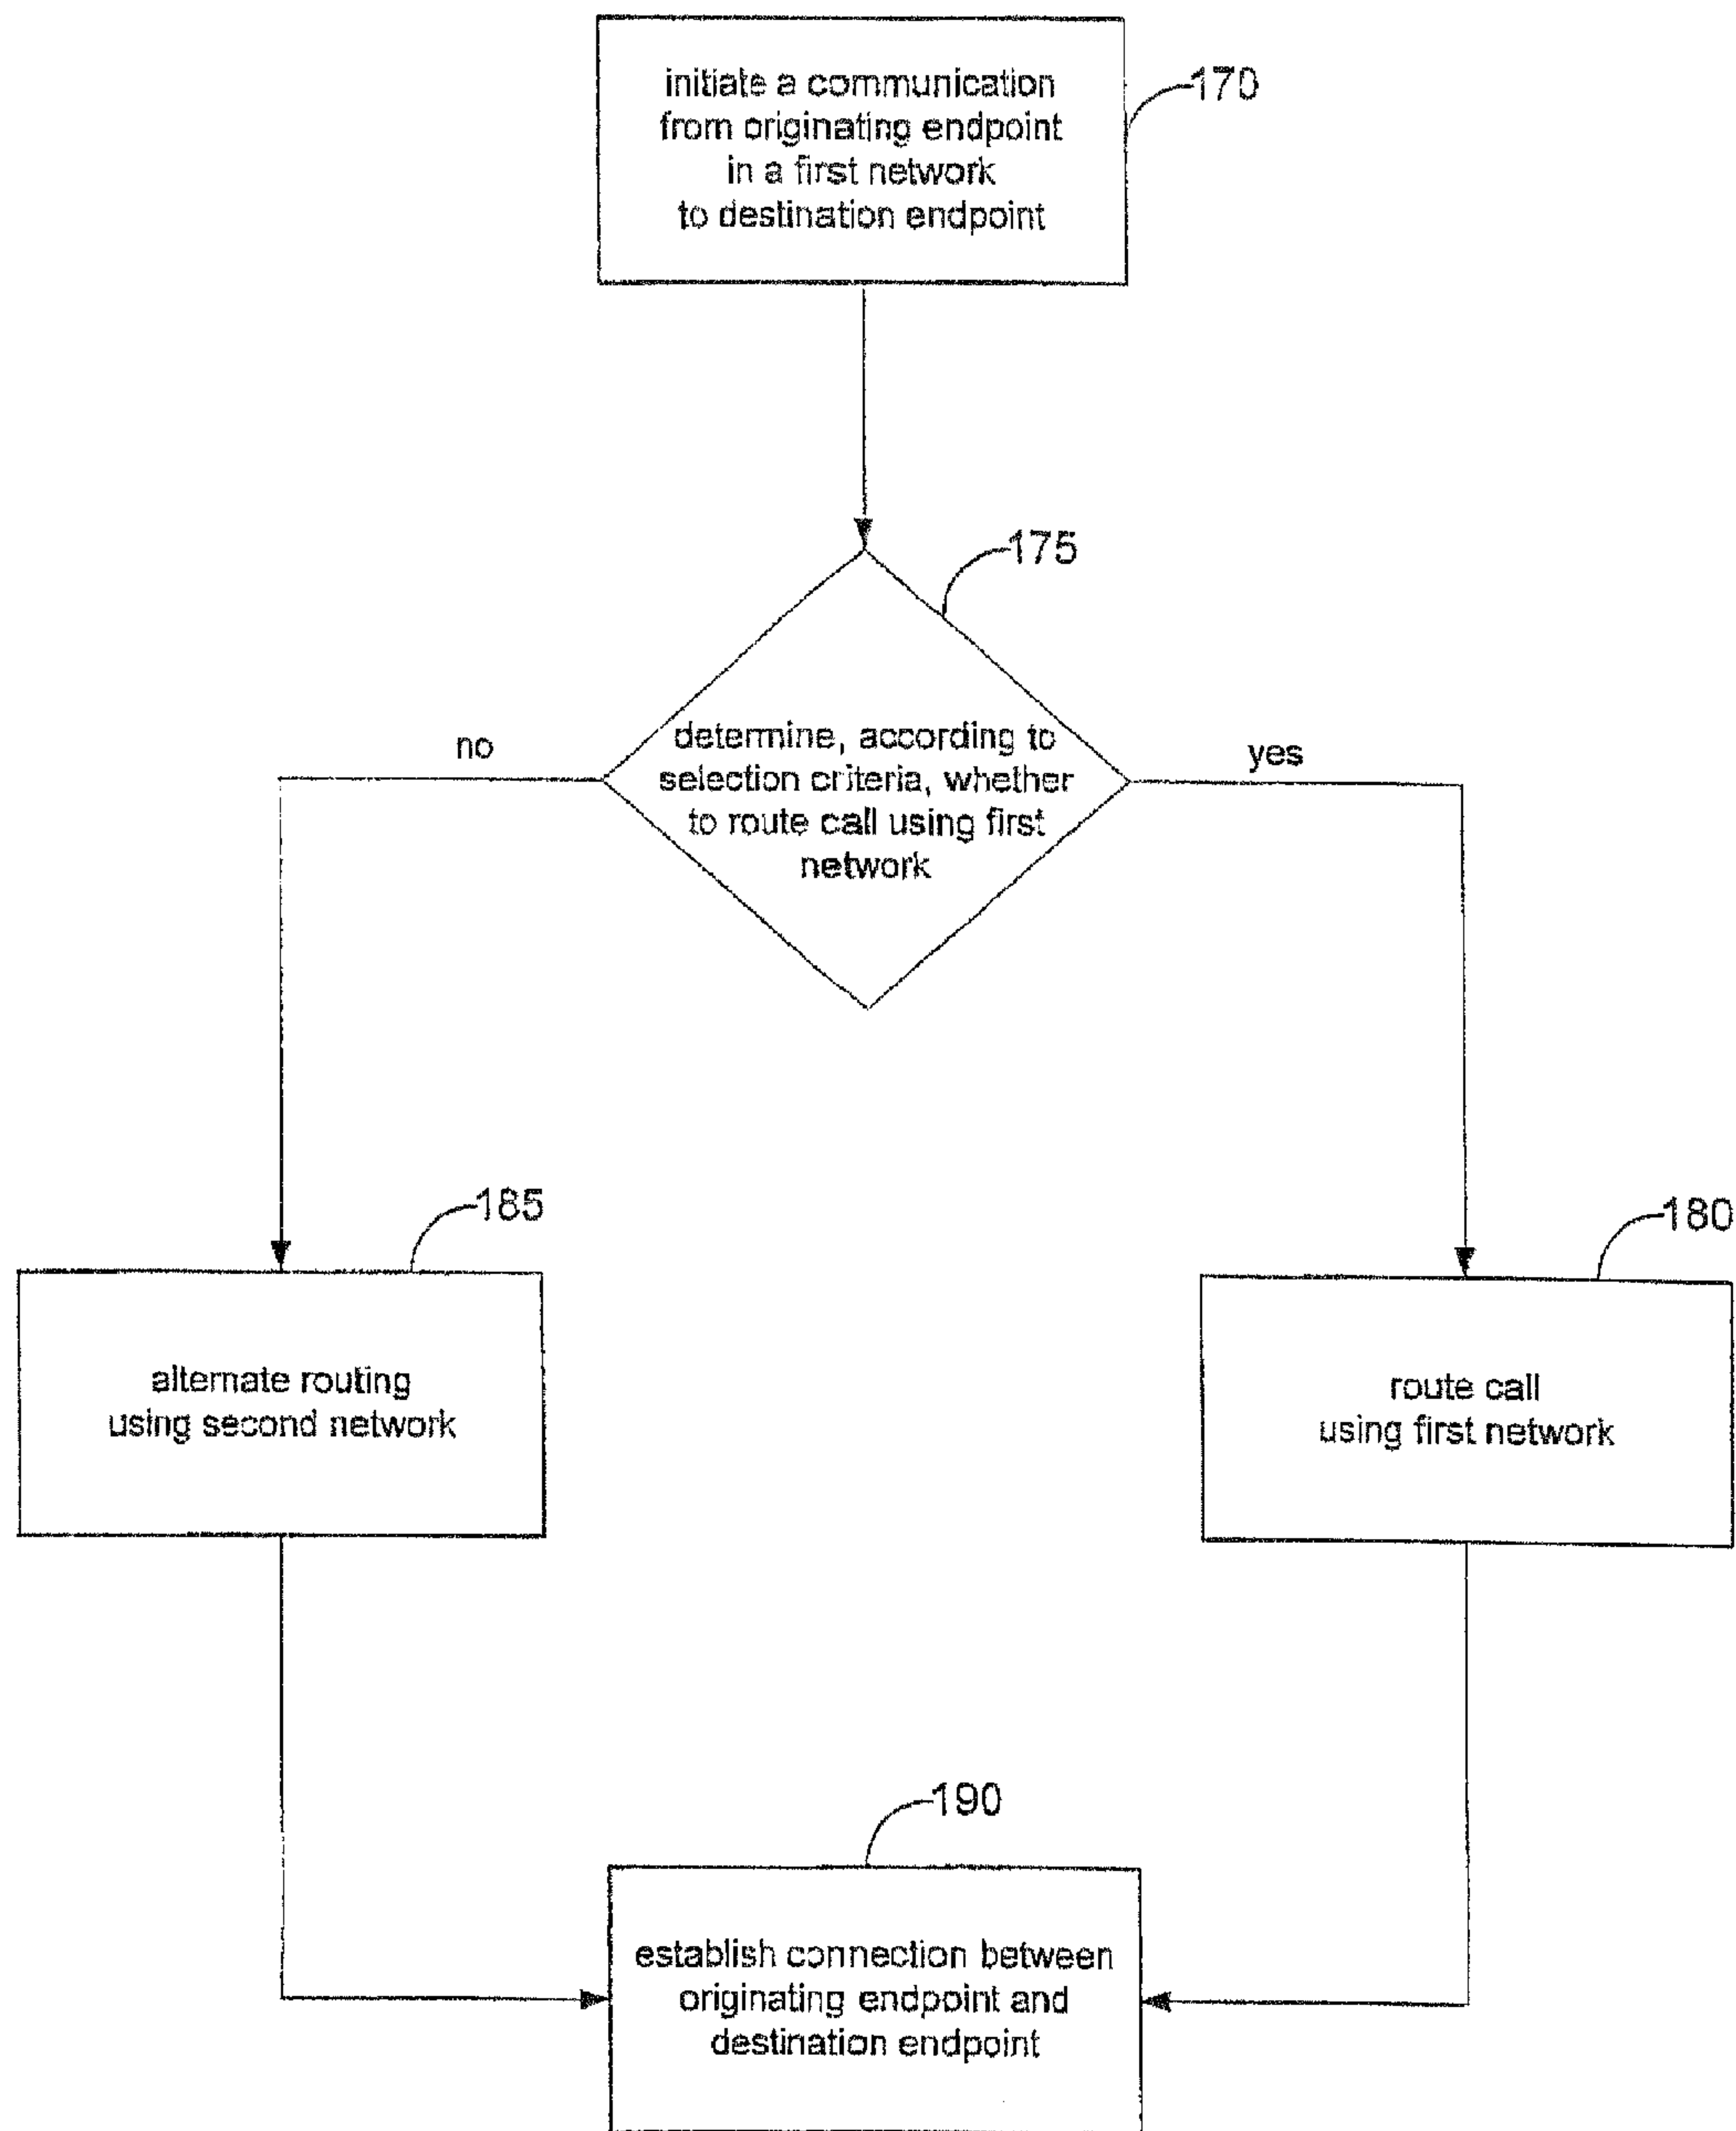 initiate a communication
from originating endpoint
in a first network
to destination endpoint
170
175
determine, according to
selection criteria, whether
to route call using first
network
no
yes
185
180
alternate routing
using second network
route call
using first network
190
establish connection between
originating endpoint and
destination endpoint